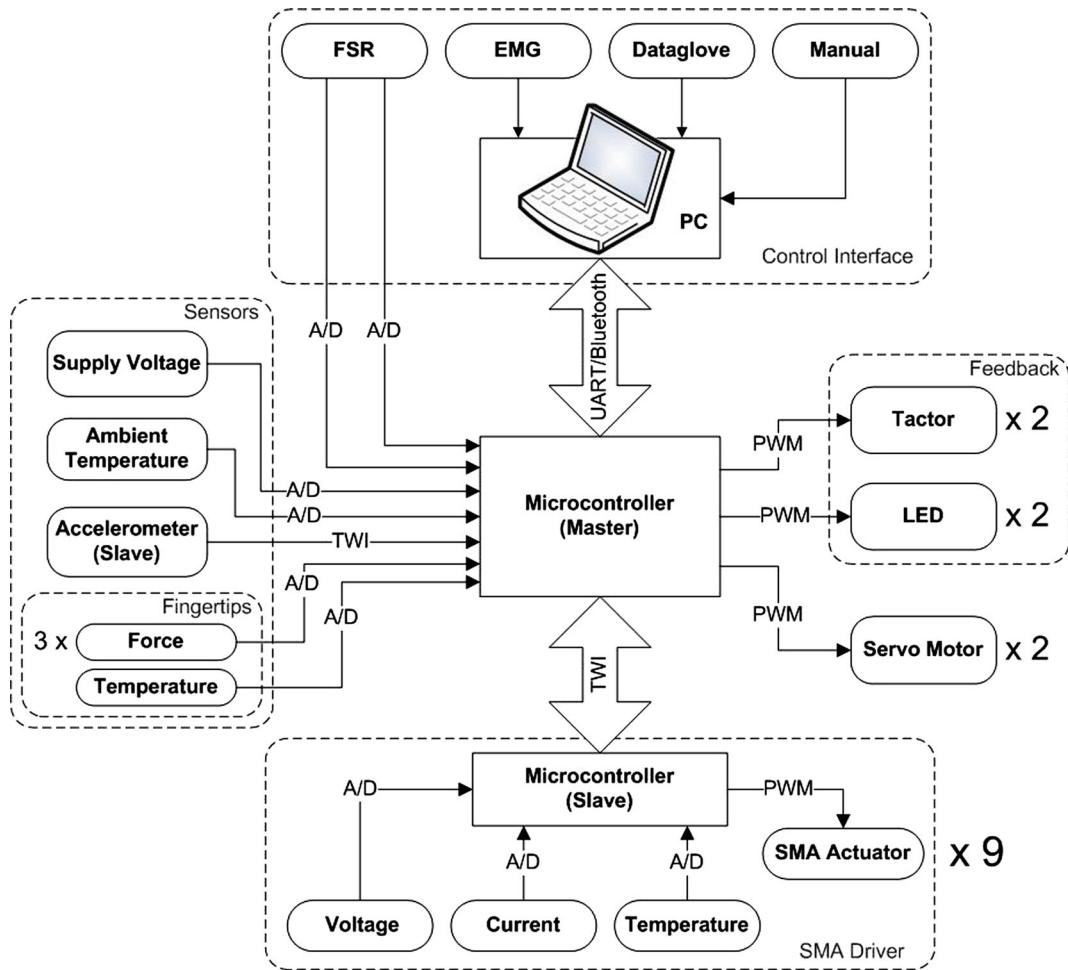 FSR
EMG
Dataglove
Manual
PC
Control Interface
Sensors
A/D
A/D
UART/Bluetooth
Supply Voltage
Feedback
Tactor
x 2
Ambient
Temperature
PWM
A/D
A/D
Microcontroller
(Master)
PWM
LED
x 2
Accelerometer
(Slave)
TWI
A/D
Fingertips
A/D
PWM
3 x
Force
Servo Motor
x 2
Temperature
TWI
Microcontroller
(Slave)
A/D
PWM
SMA Actuator
x 9
A/D
A/D
Voltage
Current
Temperature
SMA Driver